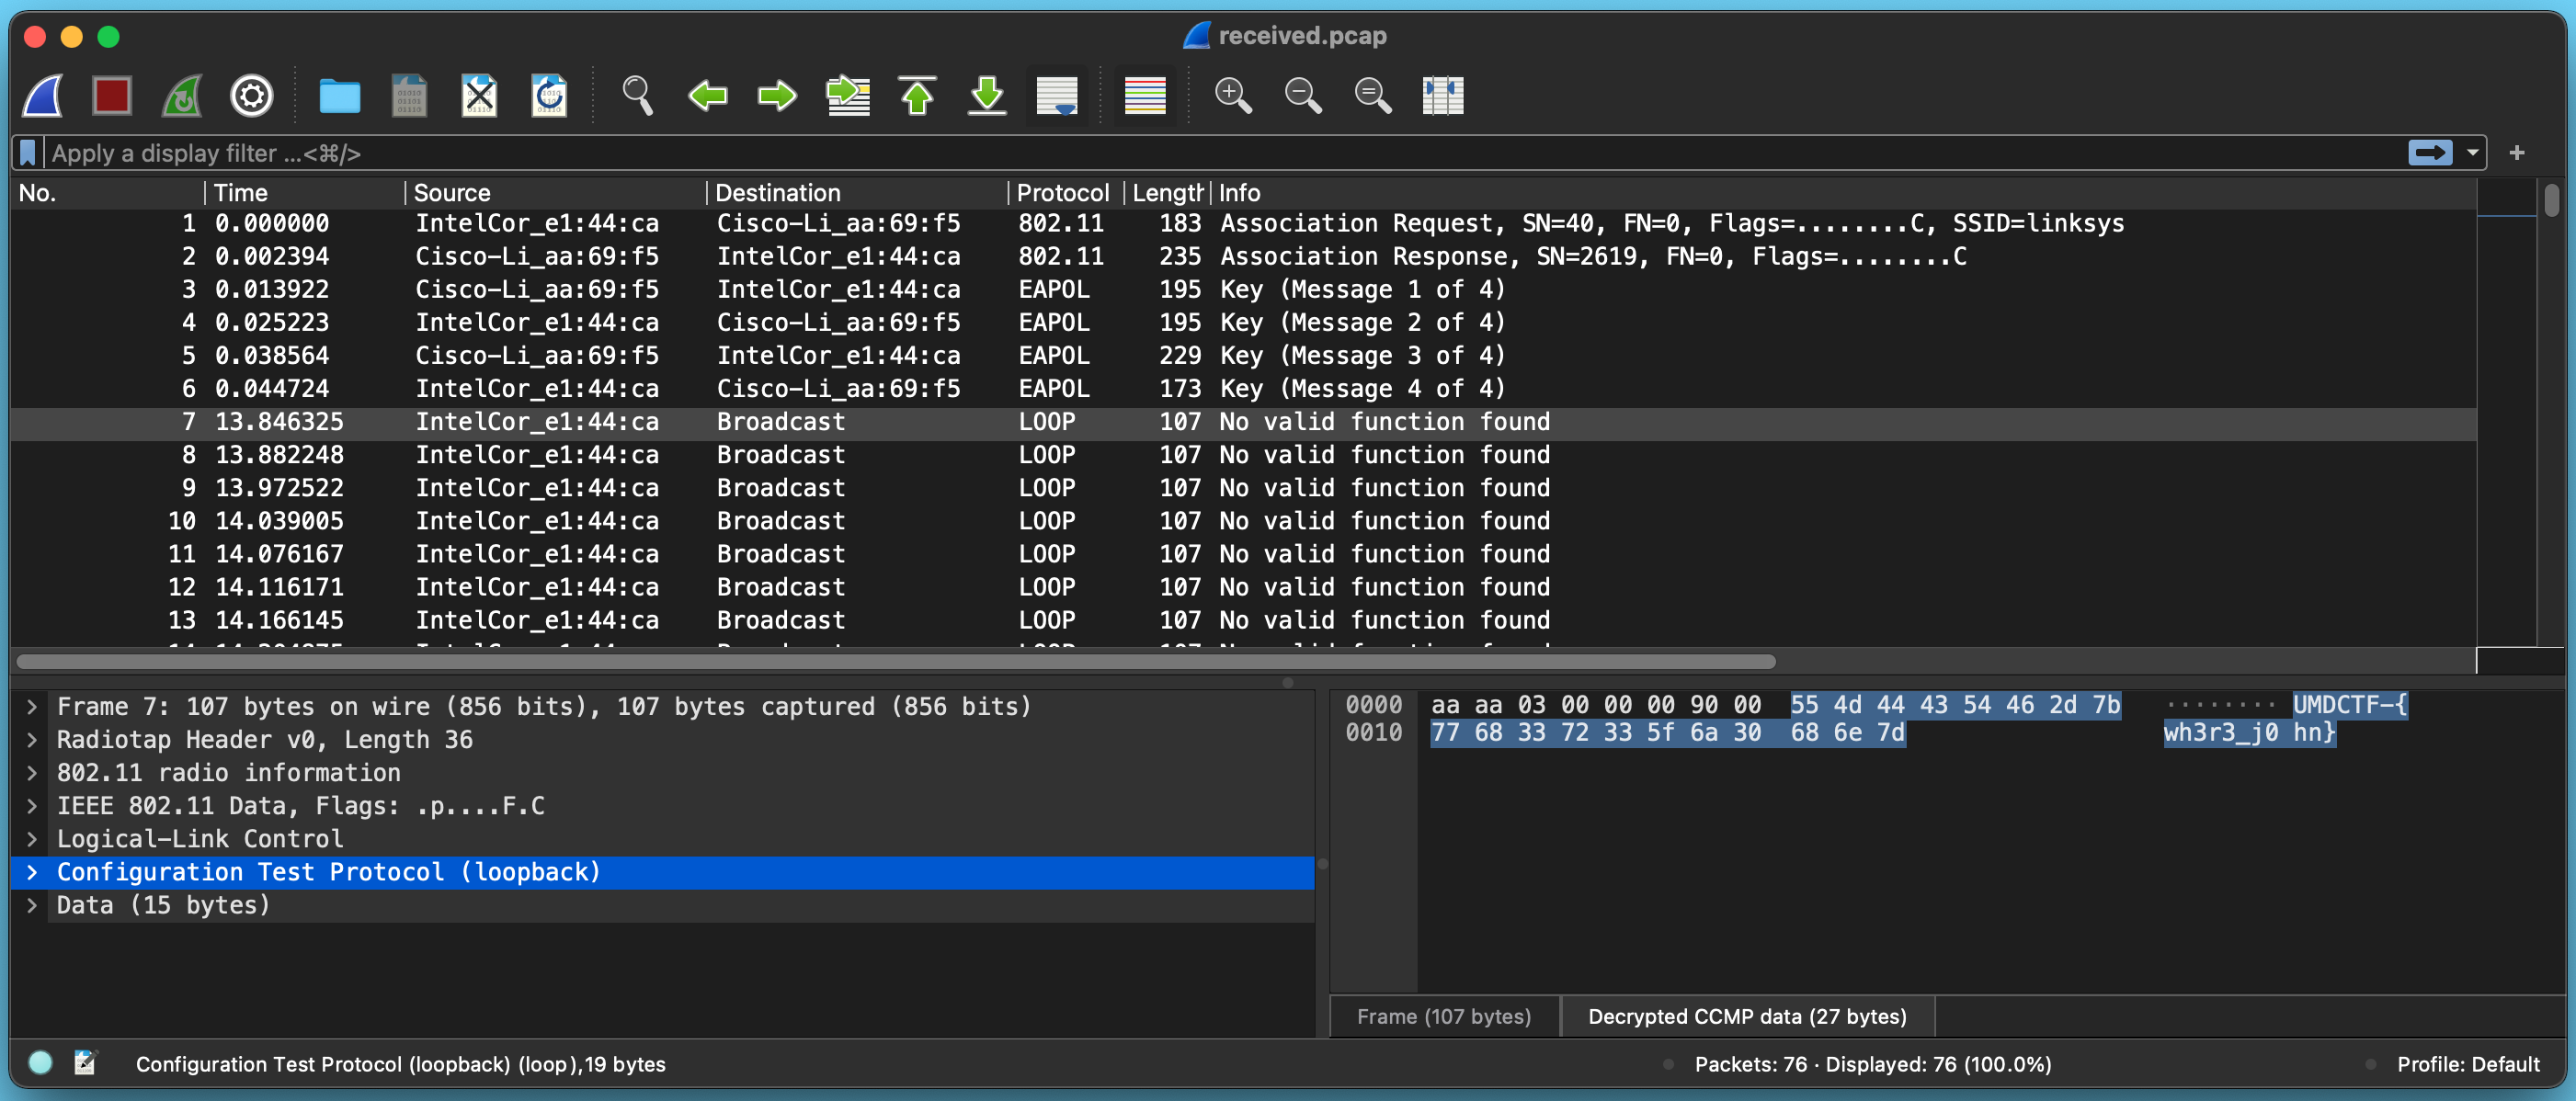 received.pcap
Apply a display filter ...<⌘/>
+
No. Time Source Destination Protocol Length Info
1 0.000000 IntelCor_e1:44:ca Cisco-Li_aa:69:f5 802.11 183 Association Request, SN=40, FN=0, Flags=........C, SSID=linksys
2 0.002394 Cisco-Li_aa:69:f5 IntelCor_e1:44:ca 802.11 235 Association Response, SN=2619, FN=0, Flags=........C
3 0.013922 Cisco-Li_aa:69:f5 IntelCor_e1:44:ca EAPOL 195 Key (Message 1 of 4)
4 0.025223 IntelCor_e1:44:ca Cisco-Li_aa:69:f5 EAPOL 195 Key (Message 2 of 4)
5 0.038564 Cisco-Li_aa:69:f5 IntelCor_e1:44:ca EAPOL 229 Key (Message 3 of 4)
6 0.044724 IntelCor_e1:44:ca Cisco-Li_aa:69:f5 EAPOL 173 Key (Message 4 of 4)
7 13.846325 IntelCor_e1:44:ca Broadcast LOOP 107 No valid function found
8 13.882248 IntelCor_e1:44:ca Broadcast LOOP 107 No valid function found
9 13.972522 IntelCor_e1:44:ca Broadcast LOOP 107 No valid function found
10 14.039005 IntelCor_e1:44:ca Broadcast LOOP 107 No valid function found
11 14.076167 IntelCor_e1:44:ca Broadcast LOOP 107 No valid function found
12 14.116171 IntelCor_e1:44:ca Broadcast LOOP 107 No valid function found
13 14.166145 IntelCor_e1:44:ca Broadcast LOOP 107 No valid function found
Frame 7: 107 bytes on wire (856 bits), 107 bytes captured (856 bits)
Radiotap Header v0, Length 36
802.11 radio information
IEEE 802.11 Data, Flags: .p....F.C
Logical-Link Control
Configuration Test Protocol (loopback)
Data (15 bytes)
0000 aa aa 03 00 00 00 90 00 55 4d 44 43 54 46 2d 7b ········ UMDCTF-{
0010 77 68 33 72 33 5f 6a 30 68 6e 7d wh3r3_j0 hn}
Frame (107 bytes) Decrypted CCMP data (27 bytes)
Configuration Test Protocol (loopback) (loop),19 bytes
Packets: 76 · Displayed: 76 (100.0%)
Profile: Default